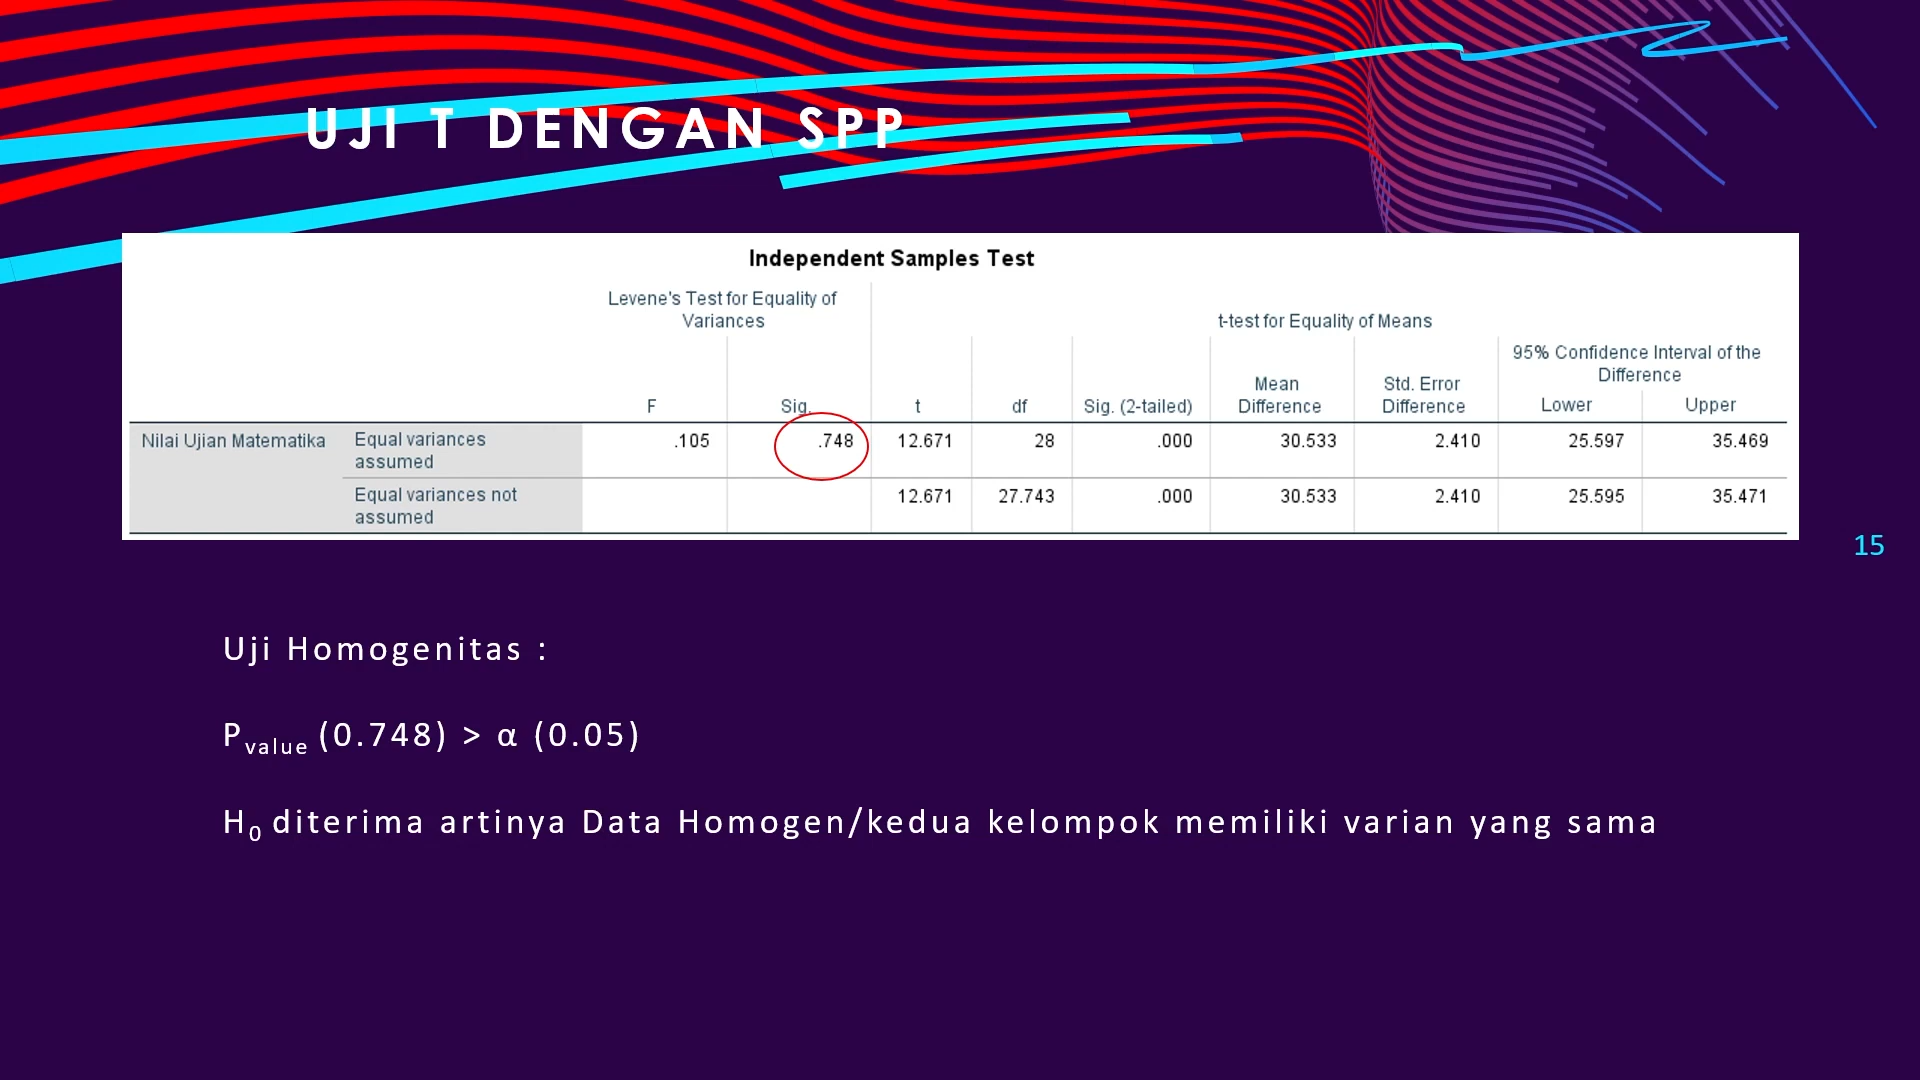 UJI T DENGAN SPP
Independent Samples Test
Levene's Test for Equality of
Variances
t-test for Equality of Means
95% Confidence Interval of the
Difference
F
Sig.
t
df
Sig. (2-tailed)
Mean
Difference
Std. Error
Difference
Lower
Upper
Nilai Ujian Matematika
Equal variances
assumed
.105
.748
12.671
28
.000
30.533
2.410
25.597
35.469
Equal variances not
assumed
12.671
27.743
.000
30.533
2.410
25.595
35.471
15
Uji Homogenitas :
Pvalue (0.748) > α (0.05)
H0 diterima artinya Data Homogen/kedua kelompok memiliki varian yang sama